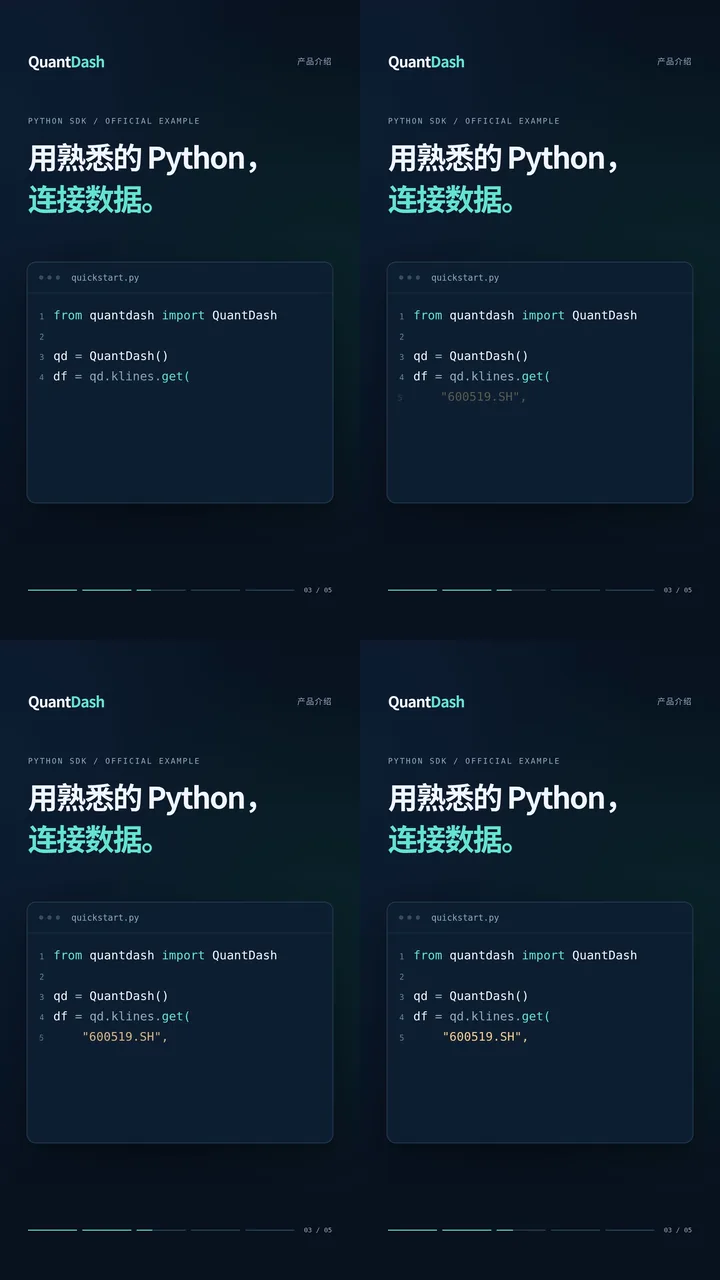 QuantDash
产品介绍
PYTHON SDK / OFFICIAL EXAMPLE
用熟悉的 Python，
连接数据。
quickstart.py
1 from quantdash import QuantDash
2
3 qd = QuantDash()
4 df = qd.klines.get(
03 / 05
QuantDash
产品介绍
PYTHON SDK / OFFICIAL EXAMPLE
用熟悉的 Python，
连接数据。
quickstart.py
1 from quantdash import QuantDash
2
3 qd = QuantDash()
4 df = qd.klines.get(
5 "600519.SH",
03 / 05
QuantDash
产品介绍
PYTHON SDK / OFFICIAL EXAMPLE
用熟悉的 Python，
连接数据。
quickstart.py
1 from quantdash import QuantDash
2
3 qd = QuantDash()
4 df = qd.klines.get(
5 "600519.SH",
03 / 05
QuantDash
产品介绍
PYTHON SDK / OFFICIAL EXAMPLE
用熟悉的 Python，
连接数据。
quickstart.py
1 from quantdash import QuantDash
2
3 qd = QuantDash()
4 df = qd.klines.get(
5 "600519.SH",
03 / 05